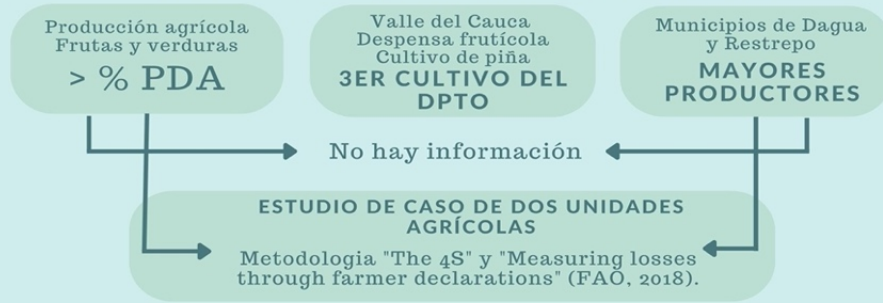 Producción agrícola
Frutas y verduras
> % PDA
Valle del Cauca
Despensa frutícola
Cultivo de piña
3ER CULTIVO DEL
DPTO
Municipios de Dagua
y Restrepo
MAYORES
PRODUCTORES
No hay información
ESTUDIO DE CASO DE DOS UNIDADES
AGRÍCOLAS
Metodologia "The 4S" y "Measuring losses
through farmer declarations" (FAO, 2018).